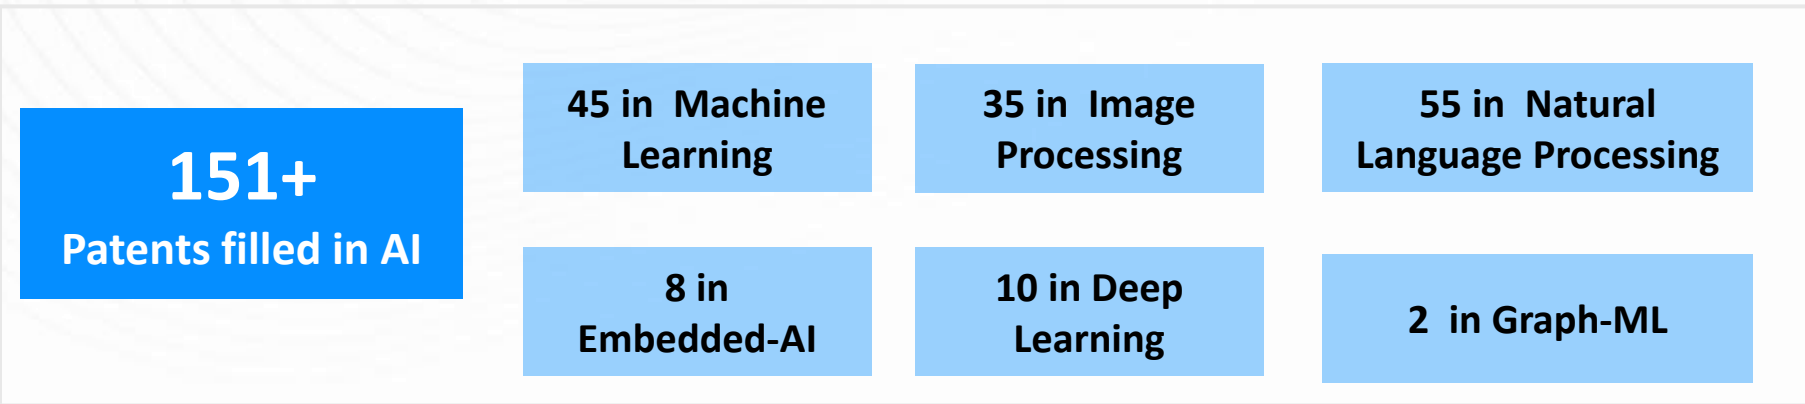 151+
Patents filled in AI
45 in  Machine
Learning
35 in  Image
Processing
55 in  Natural
Language Processing
8 in
Embedded-AI
10 in Deep
Learning
2  in Graph-ML